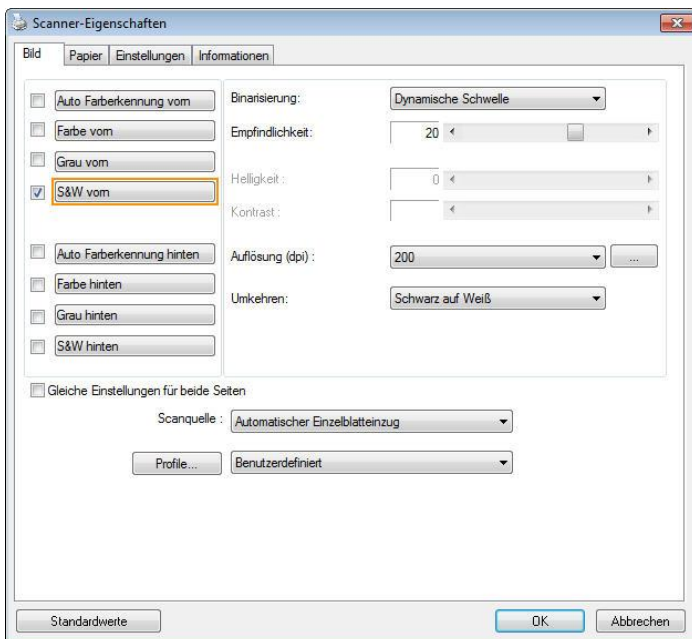 Scanner-Eigenschaften
Bild Papier Einstellungen Informationen
Auto Farberkennung vorn
Farbe vorn
Grau vorn
S&W vorn
Auto Farberkennung hinten
Farbe hinten
Grau hinten
S&W hinten
Binarisierung: Dynamische Schwelle
Empfindlichkeit: 20
Helligkeit : 0
Kontrast :
Auflösung (dpi) : 200 ...
Umkehren: Schwarz auf Weiß
Gleiche Einstellungen für beide Seiten
Scanquelle : Automatischer Einzelblatteinzug
Profile... Benutzerdefiniert
Standardwerte OK Abbrechen